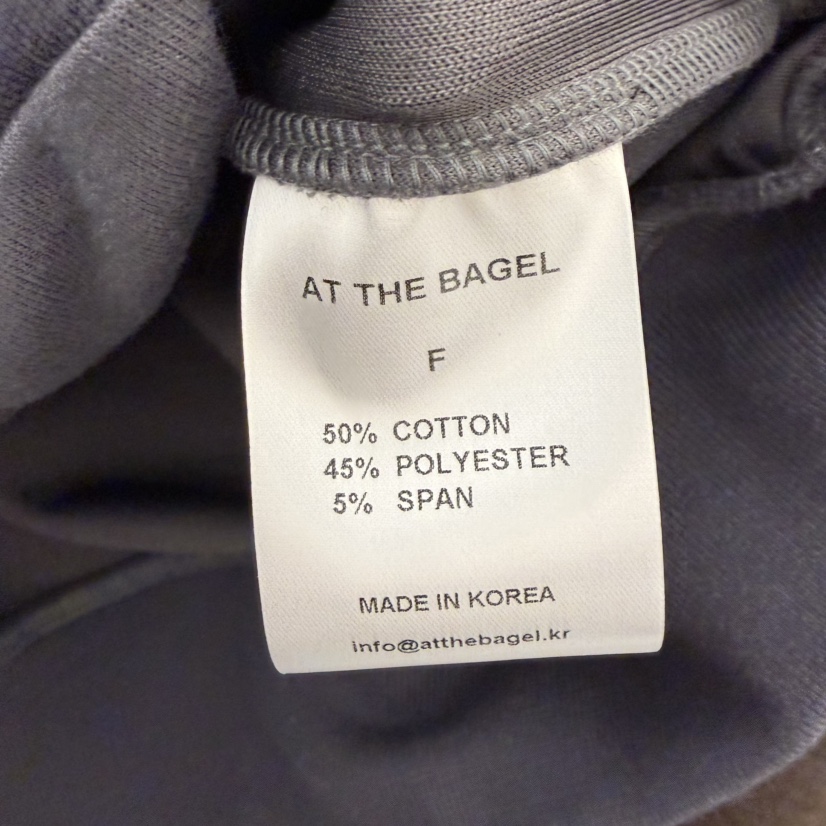 AT THE BAGEL
F
50% COTTON
45% POLYESTER
5% SPAN
MADE IN KOREA
info@atthebagel.kr